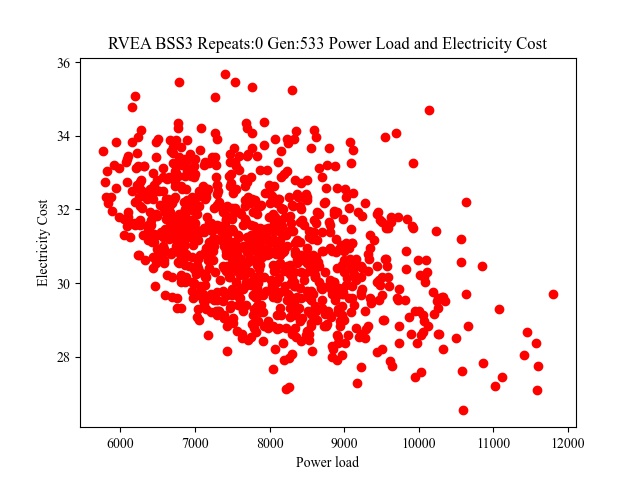 RVEA BSS3 Repeats:0 Gen:533 Power Load and Electricity Cost
36
34
32
30
28
Electricity Cost
6000 7000 8000 9000 10000 11000 12000
Power load